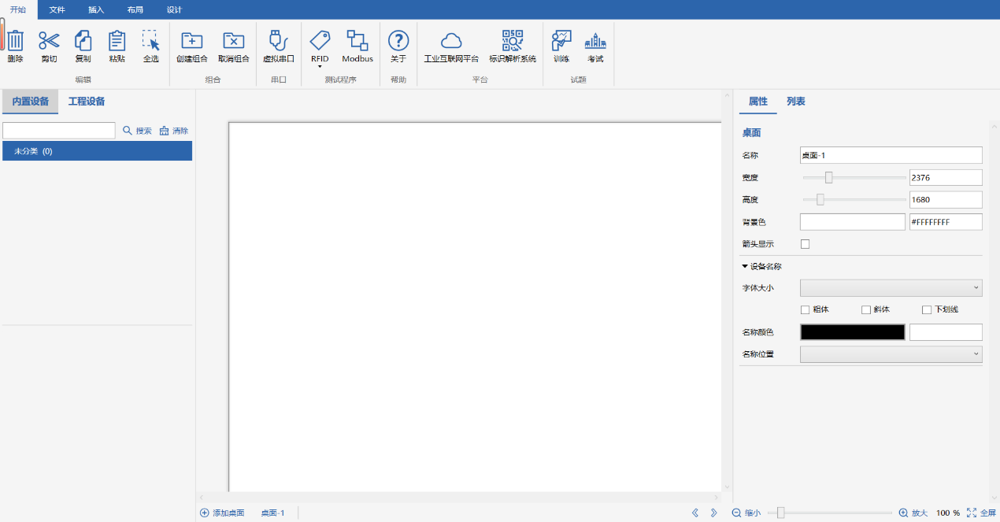 开始 文件 插入 布局 设计
删除 剪切 复制 粘贴 全选 创建组合 取消组合 虚拟串口 RFID Modbus 关于 工业互联网平台 标识解析系统 训练 考试
编辑 组合 串口 测试程序 帮助 平台 试题
内置设备 工程设备
搜索 清除
未分类 (0)
属性 列表
桌面
名称 桌面-1
宽度 2376
高度 1680
背景色 #FFFFFFFF
箭头显示
设备名称
字体大小
粗体 斜体 下划线
名称颜色
名称位置
添加桌面 桌面-1 缩小 放大 100 % 全屏